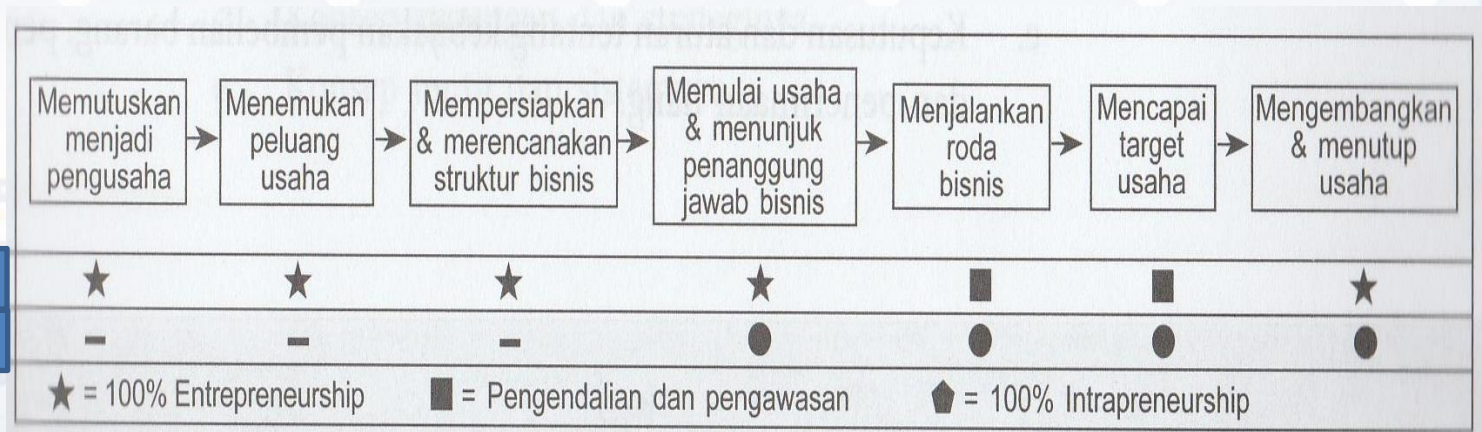 Memutuskan
menjadi
pengusaha
Menemukan
peluang
usaha
Mempersiapkan
& merencanakan
struktur bisnis
Memulai usaha
& menunjuk
penanggung
jawab bisnis
Menjalankan
roda
bisnis
Mencapai
target
usaha
Mengembangkan
& menutup
usaha
★ = 100% Entrepreneurship ■ = Pengendalian dan pengawasan ⬟ = 100% Intrapreneurship